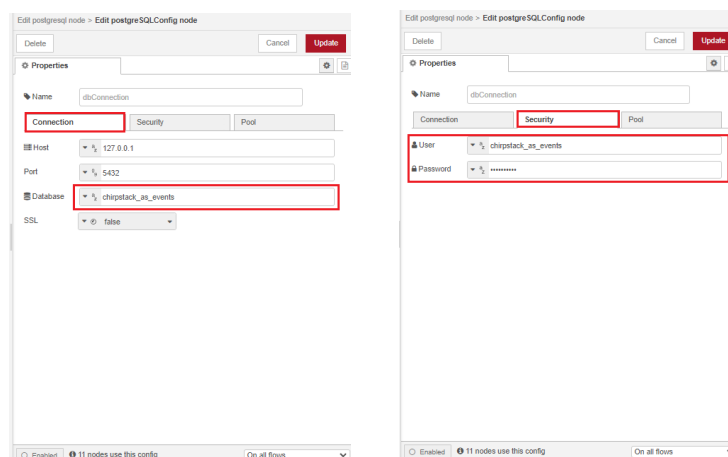 Edit postgresql node > Edit postgreSQLConfig node
Delete
Cancel
Update
Properties
Name
dbConnection
Connection
Security
Pool
Host
127.0.0.1
Port
5432
Database
chirpstack_as_events
SSL
false
Enabled
11 nodes use this config
On all flows
Edit postgresql node > Edit postgreSQLConfig node
Delete
Cancel
Update
Properties
Name
dbConnection
Connection
Security
Pool
User
chirpstack_as_events
Password
••••••••••
Enabled
11 nodes use this config
On all flows